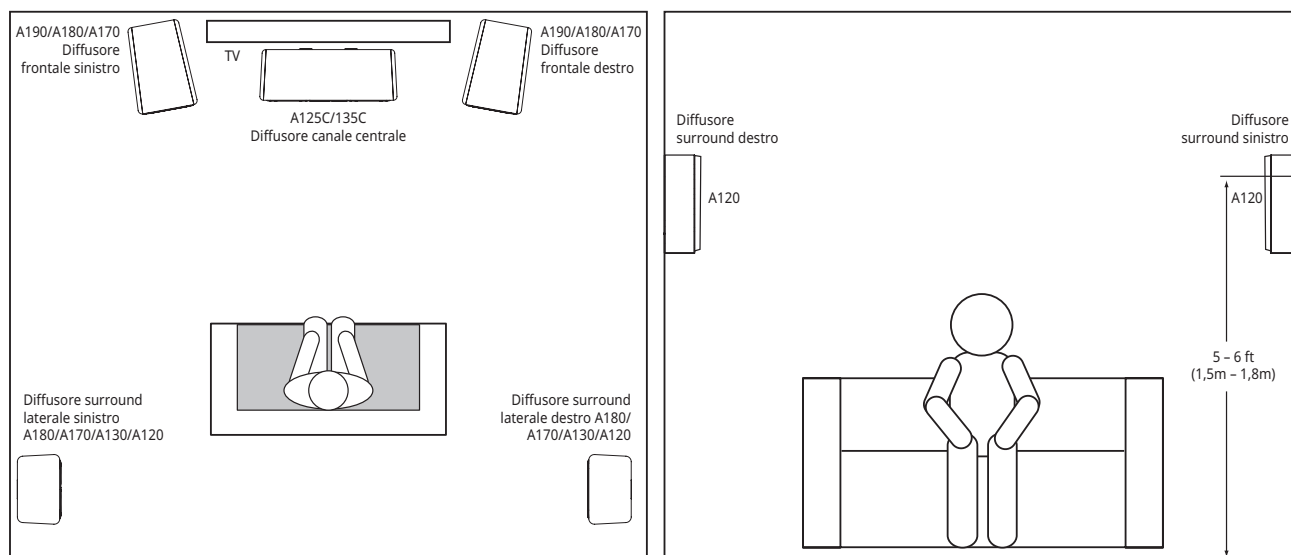 A190/A180/A170
Diffusore
frontale sinistro
TV
A190/A180/A170
Diffusore
frontale destro
A125C/135C
Diffusore canale centrale
Diffusore surround
laterale sinistro
A180/A170/A130/A120
Diffusore surround
laterale destro A180/
A170/A130/A120
Diffusore
surround destro
A120
Diffusore
surround sinistro
A120
5 – 6 ft
(1,5m – 1,8m)